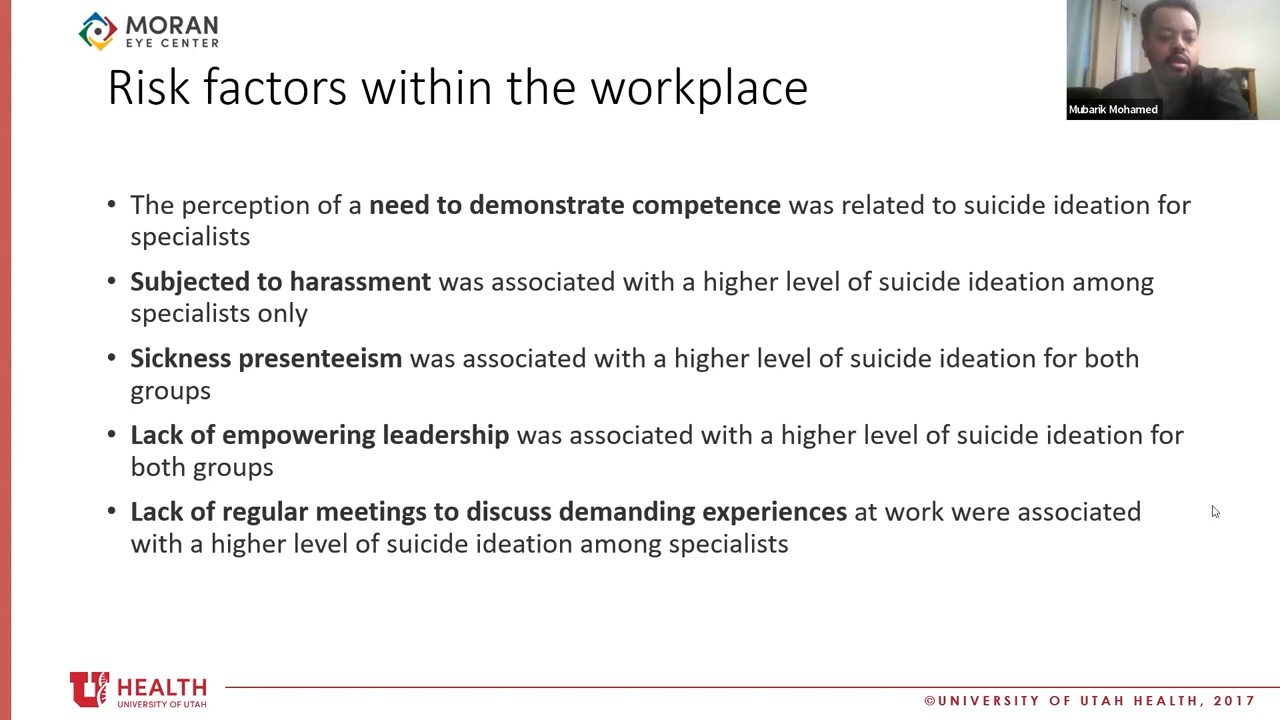 MORAN
EYE CENTER
Risk factors within the workplace
Mubarik Mohamed
• The perception of a need to demonstrate competence was related to suicide ideation for
specialists
• Subjected to harassment was associated with a higher level of suicide ideation among
specialists only
• Sickness presenteeism was associated with a higher level of suicide ideation for both
groups
• Lack of empowering leadership was associated with a higher level of suicide ideation for
both groups
• Lack of regular meetings to discuss demanding experiences at work were associated
with a higher level of suicide ideation among specialists
U HEALTH
UNIVERSITY OF UTAH
©UNIVERSITY OF UTAH HEALTH, 2017